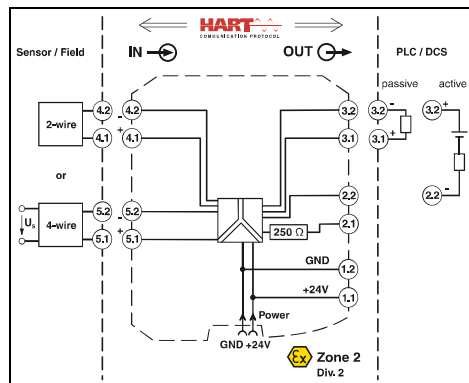 HART
COMMUNICATION PROTOCOL
Sensor / Field
IN
OUT
PLC / DCS
passive
active
4.2
4.2
3.2
3.2
-
3.2
+
2-wire
-
+
4.1
4.1
3.1
3.1
+
or
5.2
5.2
-
2.2
2.2
-
Us
4-wire
5.1
5.1
+
250 Ω
2.1
GND
1.2
+24V
1.1
Power
GND +24V
Ex
Zone 2
Div. 2